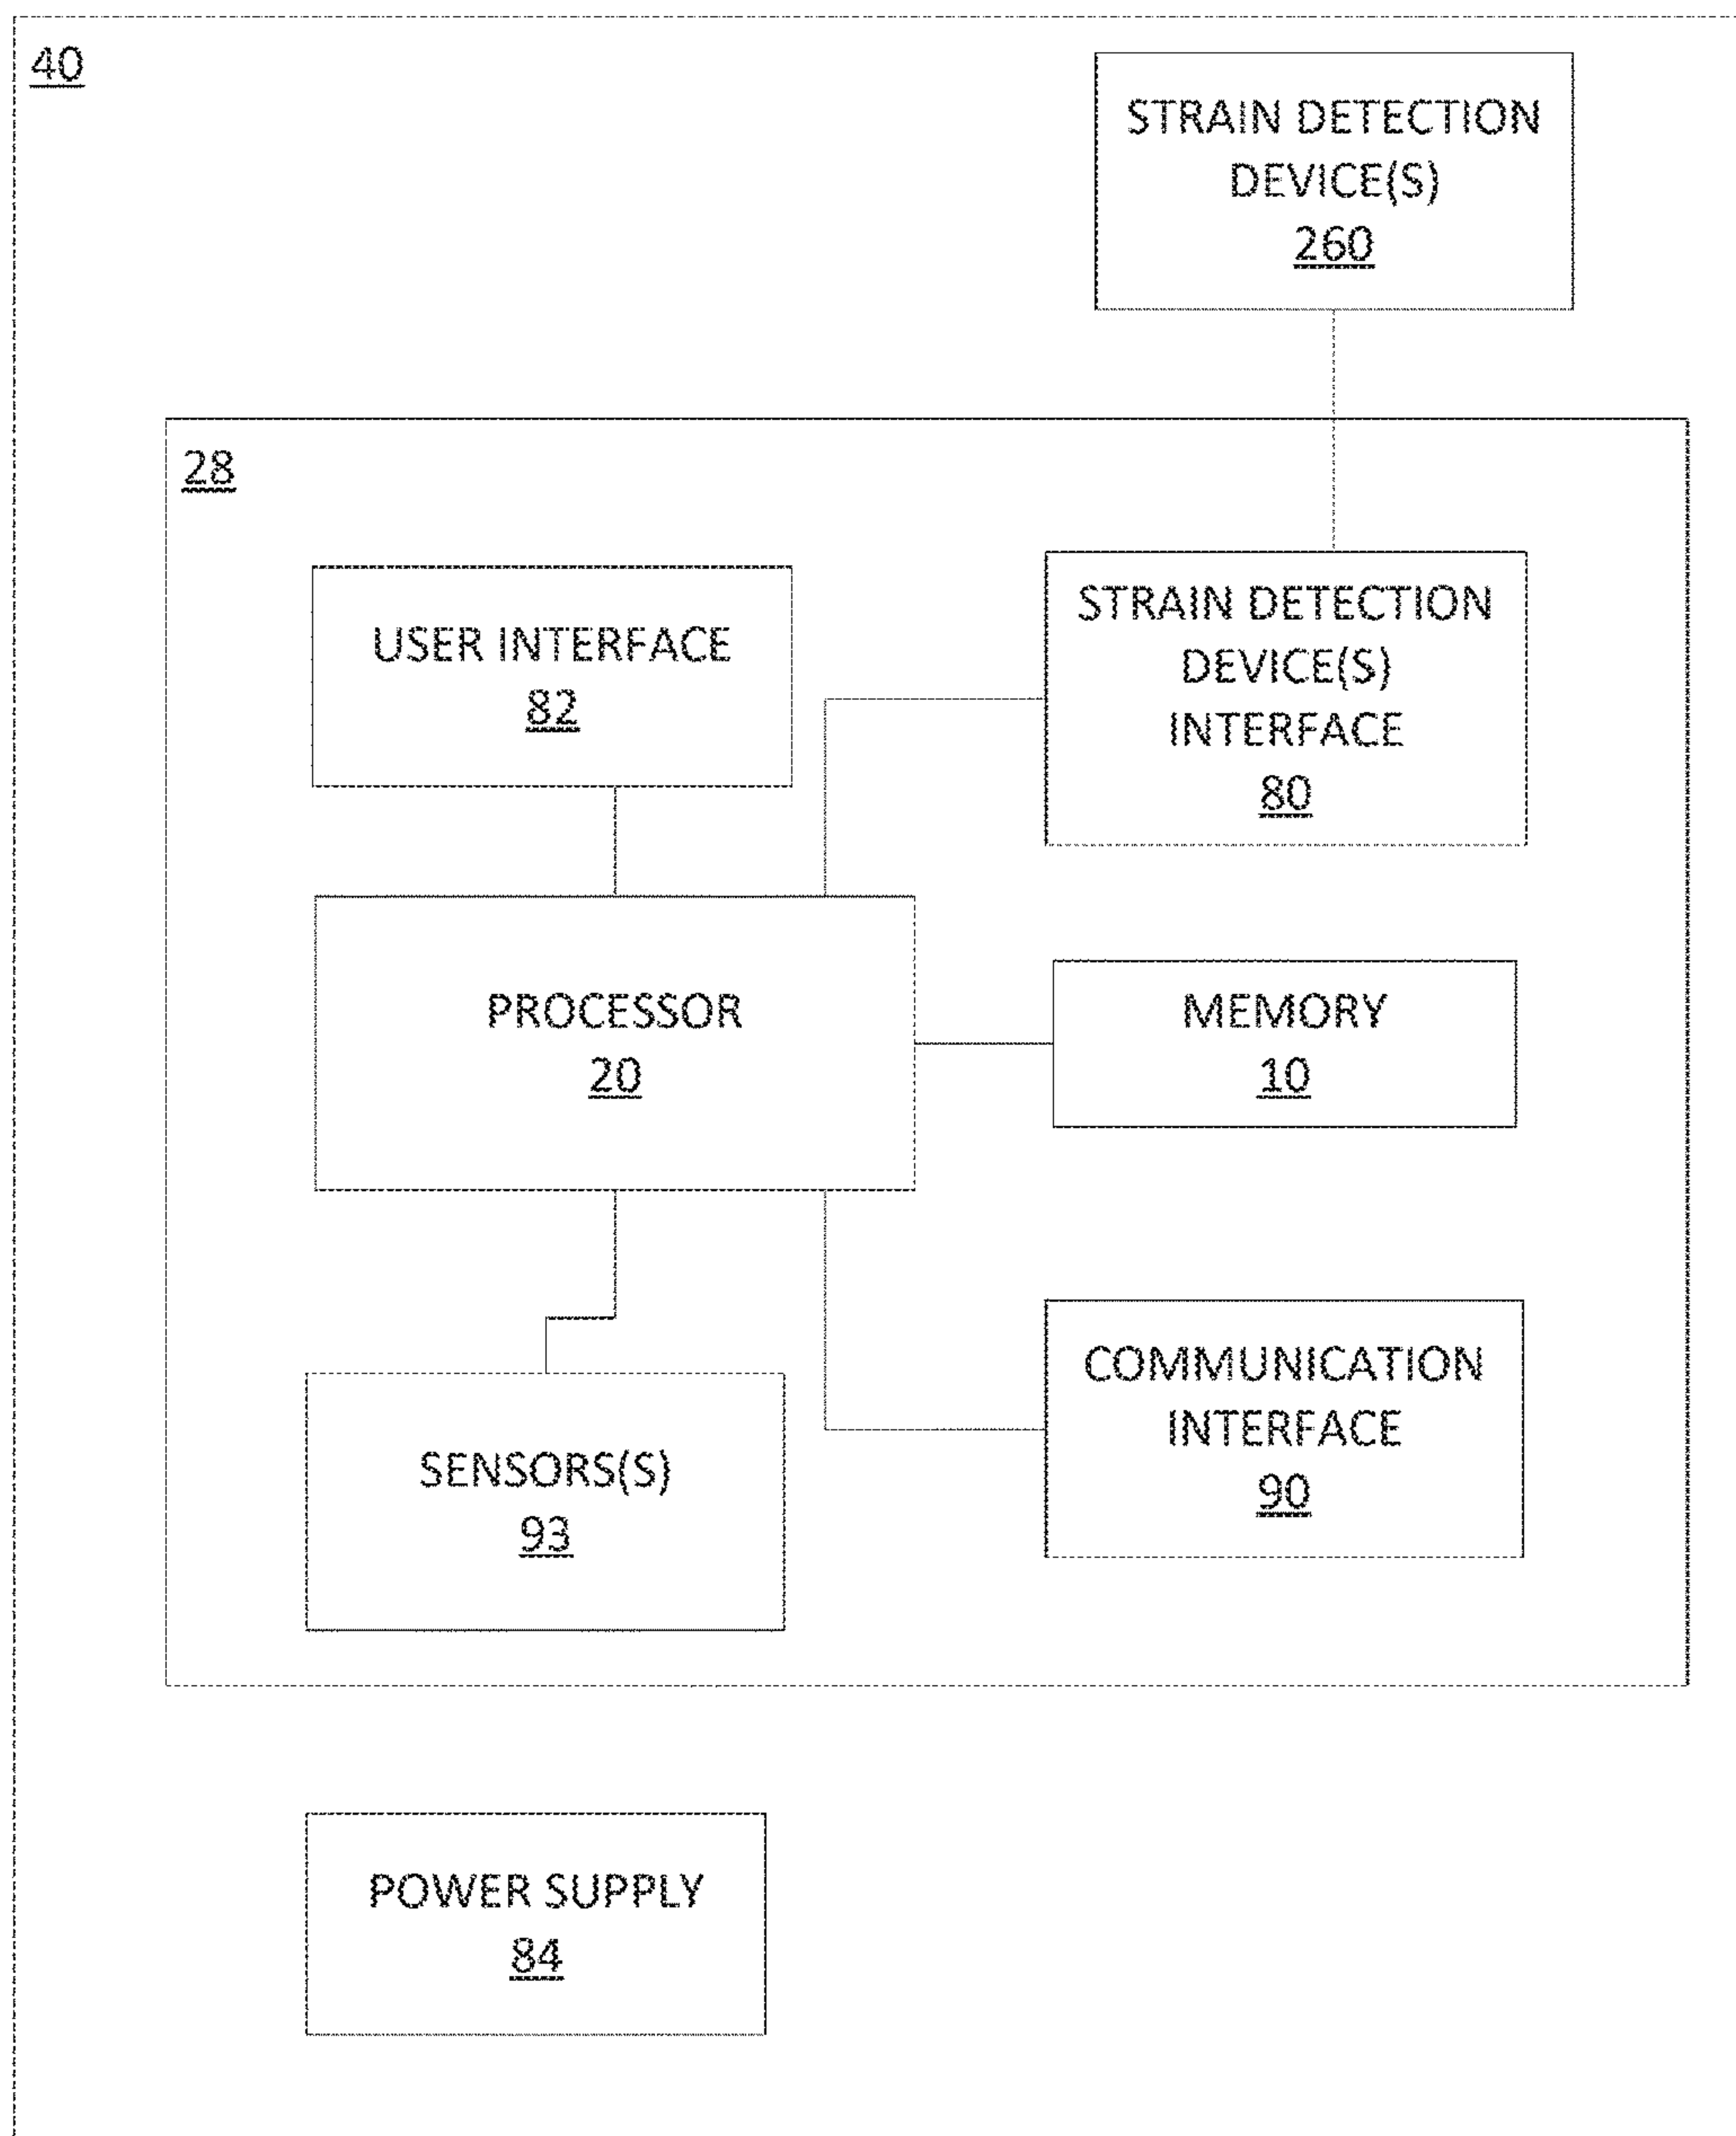 40
STRAIN DETECTION
DEVICE(S)
260
28
USER INTERFACE
82
STRAIN DETECTION
DEVICE(S)
INTERFACE
80
PROCESSOR
20
MEMORY
10
SENSORS(S)
93
COMMUNICATION
INTERFACE
90
POWER SUPPLY
84